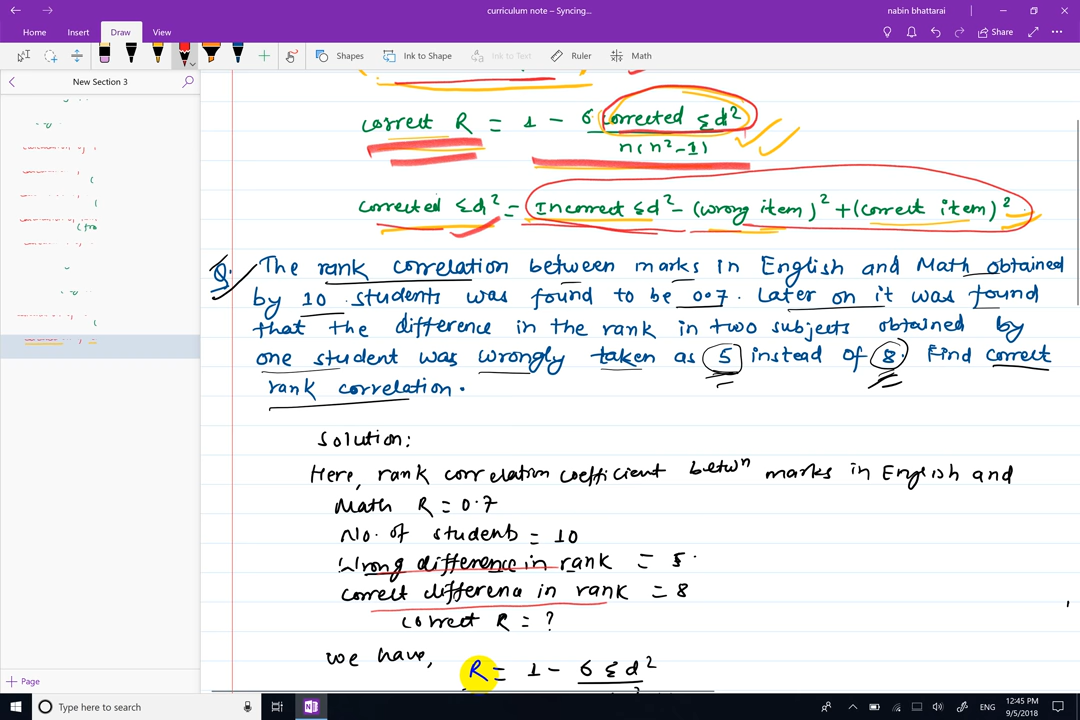 curriculum note – Syncing...
nabin bhattarai
Home
Insert
Draw
View
Share
Shapes
Ink to Shape
Ink to Text
Ruler
Math
New Section 3
correct R = 1 - 6 corrected Σd²
n(n²-1)
corrected Σd² = Incorrect Σd² - (wrong item)² + (correct item)²
Q. The rank correlation between marks in English and Math obtained
by 10 students was found to be 0.7. Later on it was found
that the difference in the rank in two subjects obtained by
one student was wrongly taken as 5 instead of 8. Find correct
rank correlation.
Solution:
Here, rank correlation coefficient betwⁿ marks in English and
Math R = 0.7
No. of students = 10
Wrong difference in rank = 5.
correct differena in rank = 8
correct R = ?
we have,
R = 1 - 6 Σd²
Page
Type here to search
ENG
12:45 PM
9/5/2018